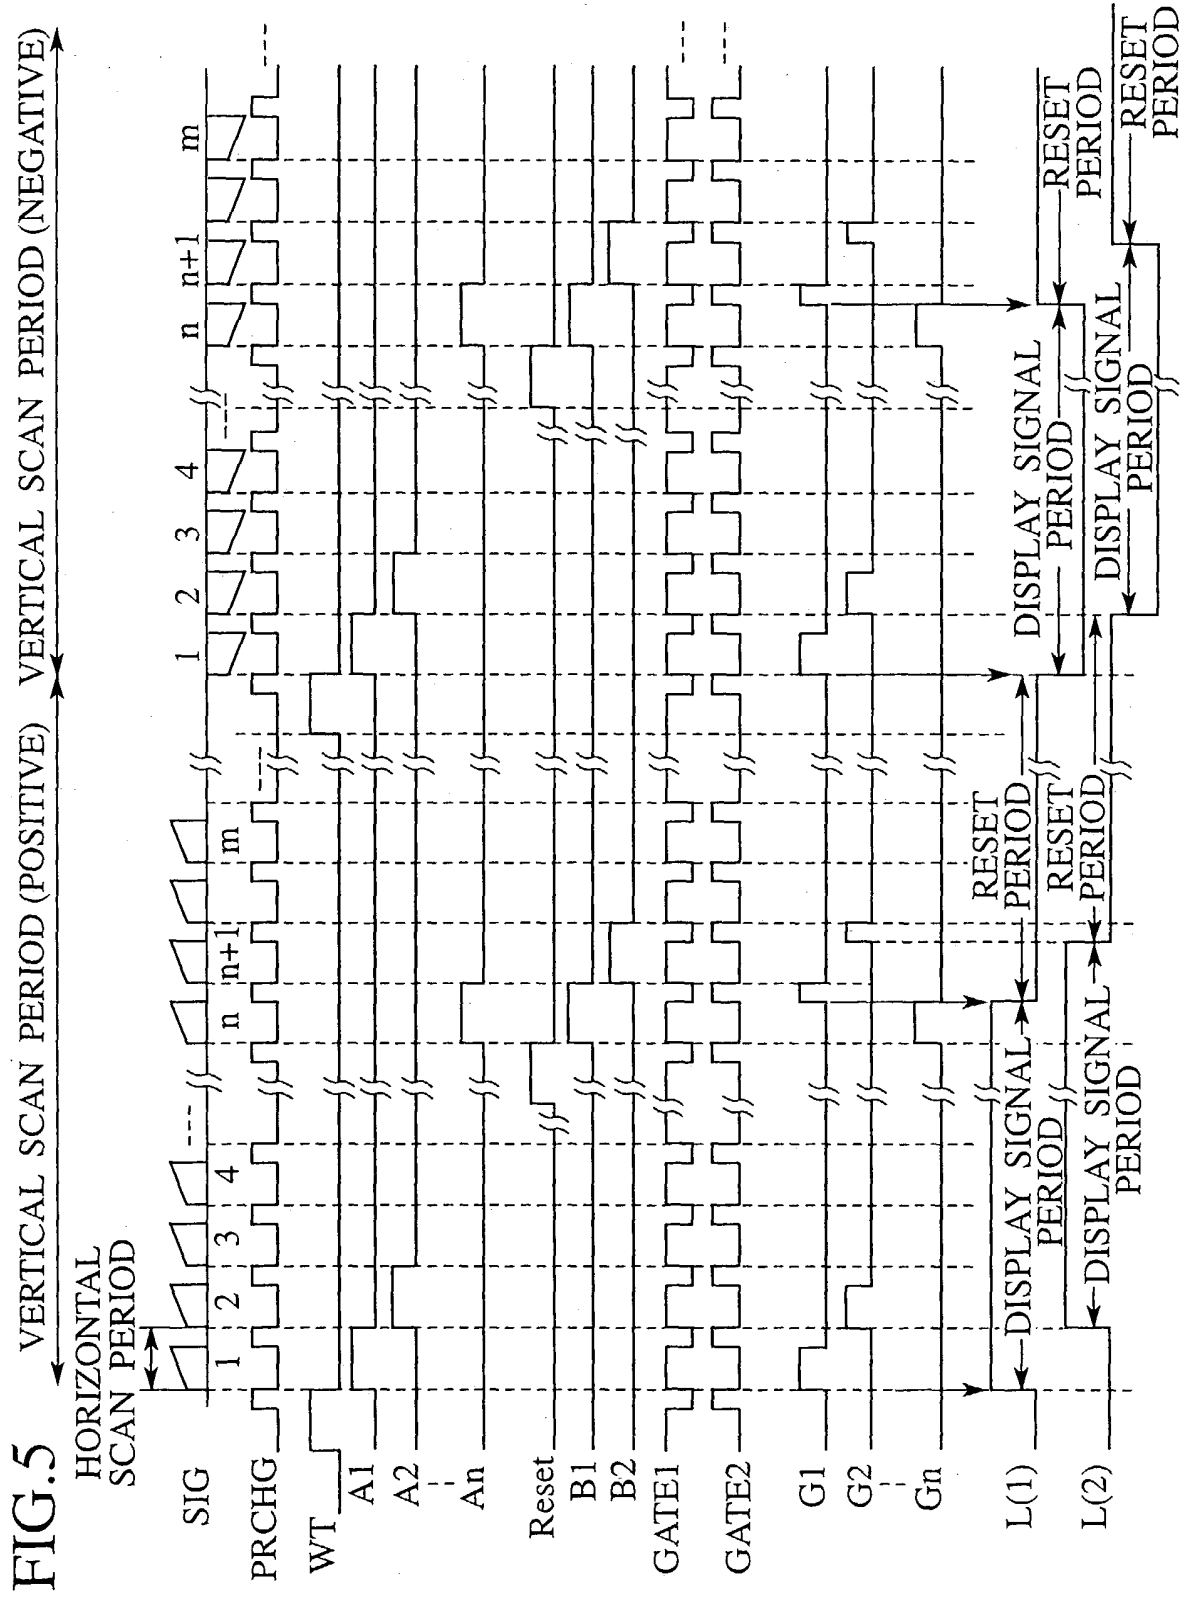 FIG.5
VERTICAL SCAN PERIOD (POSITIVE)
VERTICAL SCAN PERIOD (NEGATIVE)
HORIZONTAL
SCAN PERIOD
SIG
1
2
3
4
n
n+1
m
1
2
3
4
n
n+1
m
PRCHG
WT
A1
A2
An
Reset
B1
B2
GATE1
GATE2
G1
G2
Gn
L(1)
DISPLAY SIGNAL
PERIOD
RESET
PERIOD
DISPLAY SIGNAL
PERIOD
RESET
PERIOD
L(2)
DISPLAY SIGNAL
PERIOD
RESET
PERIOD
DISPLAY SIGNAL
PERIOD
RESET
PERIOD